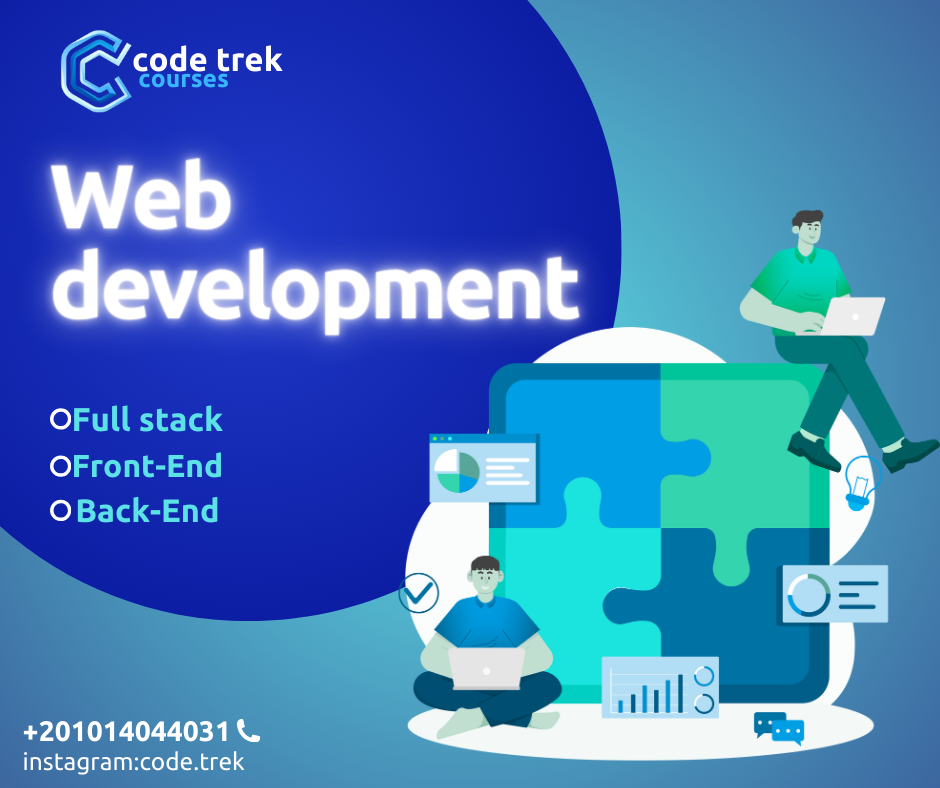 code trek
courses
Web
development
Full stack
Front-End
Back-End
+201014044031
instagram:code.trek